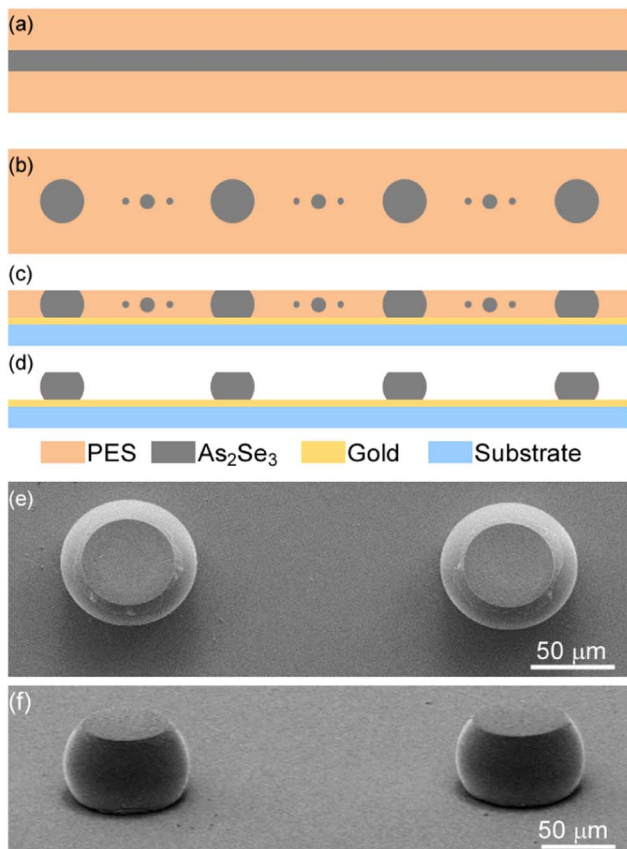 (a)
(b)
(c)
(d)
PES As₂Se₃ Gold Substrate
(e)
50 μm
(f)
50 μm